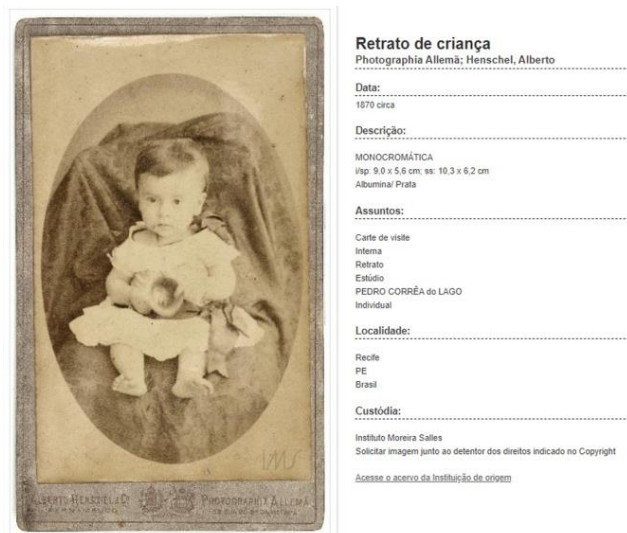 IMS
ALBERTO HENSCHEL & Cº
PHOTOGRAPHIA ALLEMÃ
PERNAMBUCO
Retrato de criança
Photographia Allemã; Henschel, Alberto
Data:
1870 circa
Descrição:
MONOCROMÁTICA
i/sp: 9,0 x 5,6 cm; ss: 10,3 x 6,2 cm
Albumina/ Prata
Assuntos:
Carte de visite
Interna
Retrato
Estúdio
PEDRO CORRÊA do LAGO
Individual
Localidade:
Recife
PE
Brasil
Custódia:
Instituto Moreira Salles
Solicitar imagem junto ao detentor dos direitos indicado no Copyright
Acesse o acervo da Instituição de origem